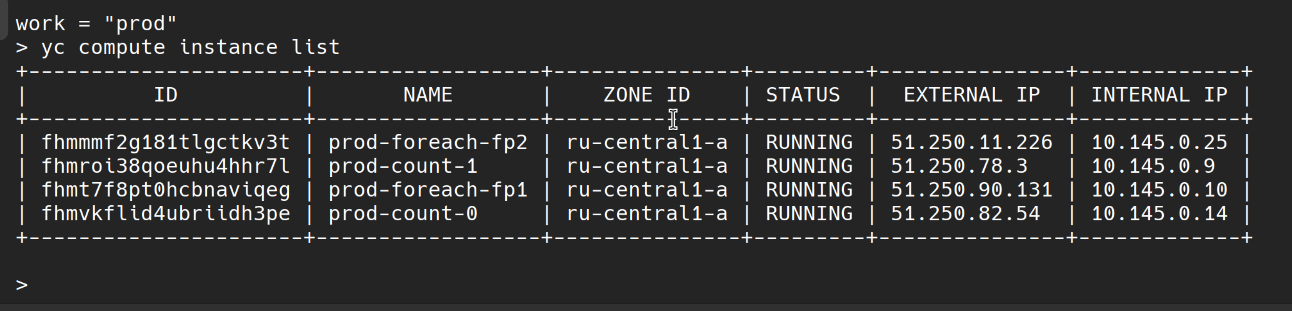 work = "prod"
> yc compute instance list
+----------------------+------------------+---------------+---------+---------------+-------------+
|          ID          |       NAME       |    ZONE ID    | STATUS  |  EXTERNAL IP  | INTERNAL IP |
+----------------------+------------------+---------------+---------+---------------+-------------+
| fhmmmf2g181tlgctkv3t | prod-foreach-fp2 | ru-central1-a | RUNNING | 51.250.11.226 | 10.145.0.25 |
| fhmroi38qoeuhu4hhr7l | prod-count-1     | ru-central1-a | RUNNING | 51.250.78.3   | 10.145.0.9  |
| fhmt7f8pt0hcbnaviqeg | prod-foreach-fp1 | ru-central1-a | RUNNING | 51.250.90.131 | 10.145.0.10 |
| fhmvkflid4ubriidh3pe | prod-count-0     | ru-central1-a | RUNNING | 51.250.82.54  | 10.145.0.14 |
+----------------------+------------------+---------------+---------+---------------+-------------+
>